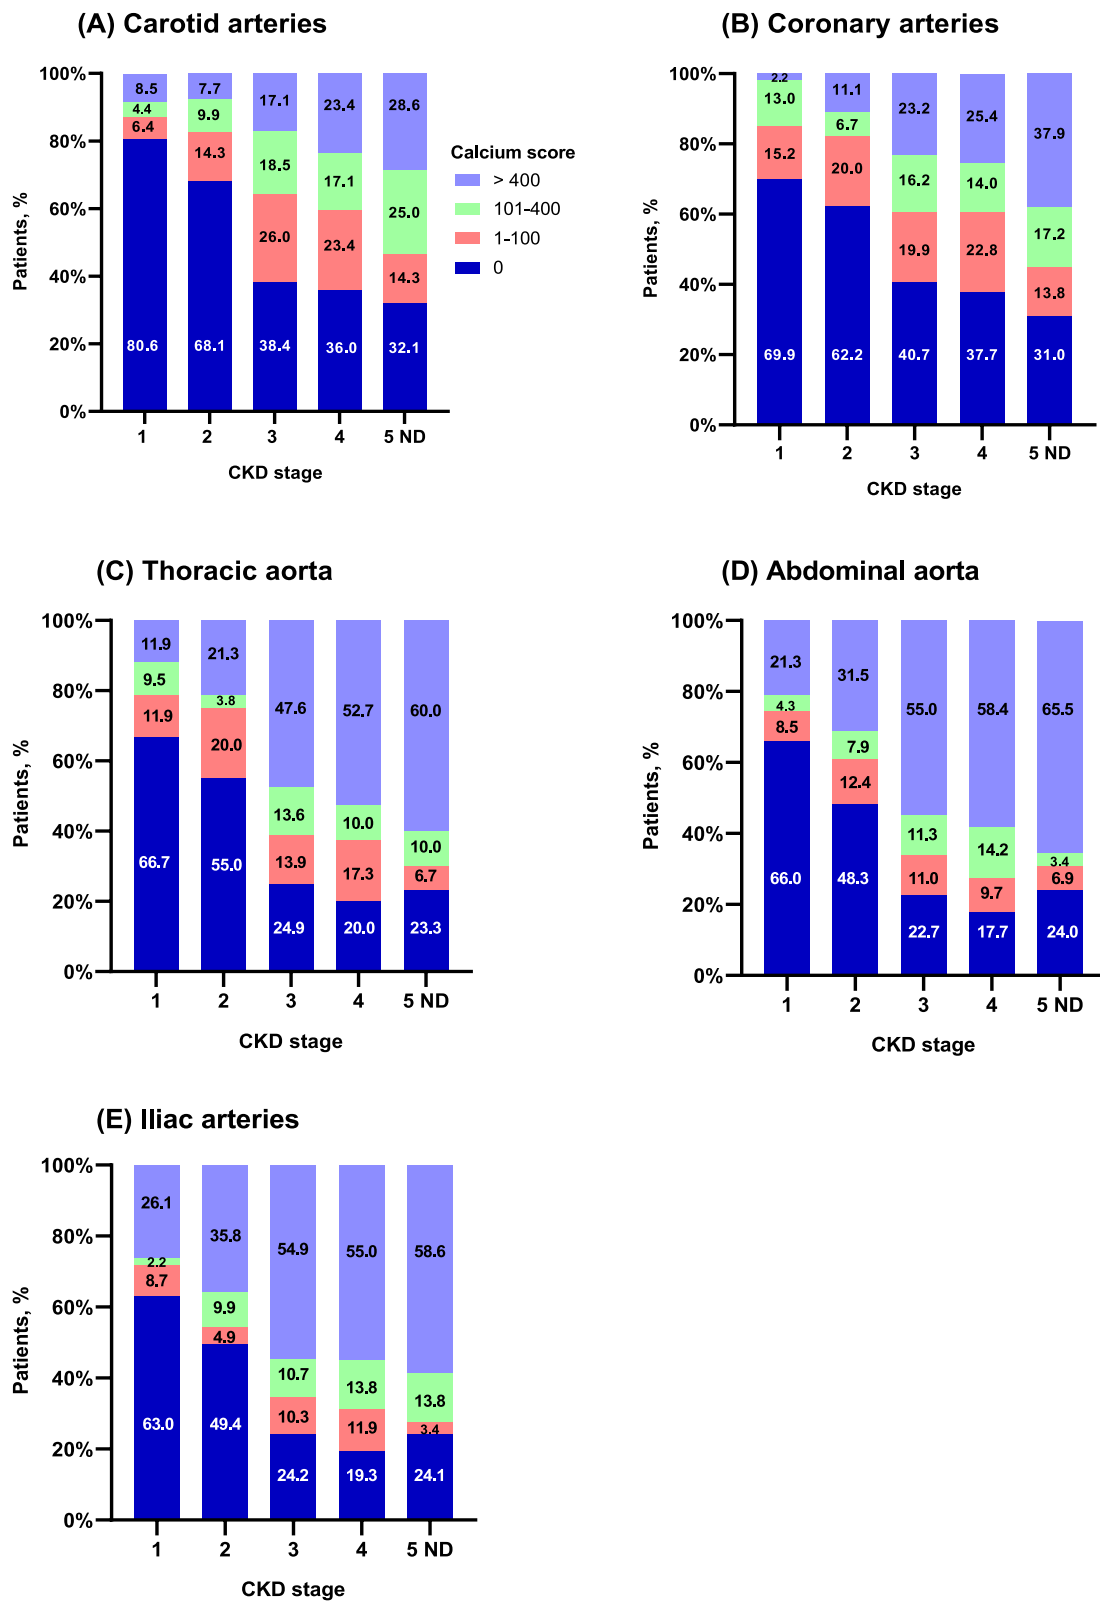 (A) Carotid arteries
100%
80%
60%
40%
20%
0%
Patients, %
8.5 7.7 17.1 23.4 28.6
4.4 9.9 18.5 17.1 25.0
6.4 14.3 26.0 23.4 14.3
80.6 68.1 38.4 36.0 32.1
1 2 3 4 5 ND
CKD stage
Calcium score
> 400
101-400
1-100
0
(B) Coronary arteries
100%
80%
60%
40%
20%
0%
Patients, %
2.2 11.1 23.2 25.4 37.9
13.0 6.7 16.2 14.0 17.2
15.2 20.0 19.9 22.8 13.8
69.9 62.2 40.7 37.7 31.0
1 2 3 4 5 ND
CKD stage
(C) Thoracic aorta
100%
80%
60%
40%
20%
0%
Patients, %
11.9 21.3 47.6 52.7 60.0
9.5 3.8 13.6 10.0 10.0
11.9 20.0 13.9 17.3 6.7
66.7 55.0 24.9 20.0 23.3
1 2 3 4 5 ND
CKD stage
(D) Abdominal aorta
100%
80%
60%
40%
20%
0%
Patients, %
21.3 31.5 55.0 58.4 65.5
4.3 7.9 11.3 14.2 3.4
8.5 12.4 11.0 9.7 6.9
66.0 48.3 22.7 17.7 24.0
1 2 3 4 5 ND
CKD stage
(E) Iliac arteries
100%
80%
60%
40%
20%
0%
Patients, %
26.1 35.8 54.9 55.0 58.6
2.2 9.9 10.7 13.8 13.8
8.7 4.9 10.3 11.9 3.4
63.0 49.4 24.2 19.3 24.1
1 2 3 4 5 ND
CKD stage